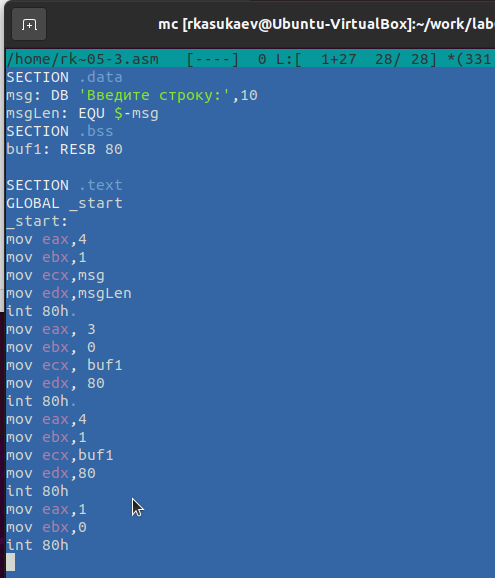 mc [rkasukaev@Ubuntu-VirtualBox]:~/work/lab
/home/rk~05-3.asm [----] 0 L:[ 1+27 28/ 28] *(331
SECTION .data
msg: DB 'Введите строку:',10
msgLen: EQU $-msg
SECTION .bss
buf1: RESB 80
SECTION .text
GLOBAL _start
_start:
mov eax,4
mov ebx,1
mov ecx,msg
mov edx,msgLen
int 80h.
mov eax, 3
mov ebx, 0
mov ecx, buf1
mov edx, 80
int 80h.
mov eax,4
mov ebx,1
mov ecx,buf1
mov edx,80
int 80h
mov eax,1
mov ebx,0
int 80h